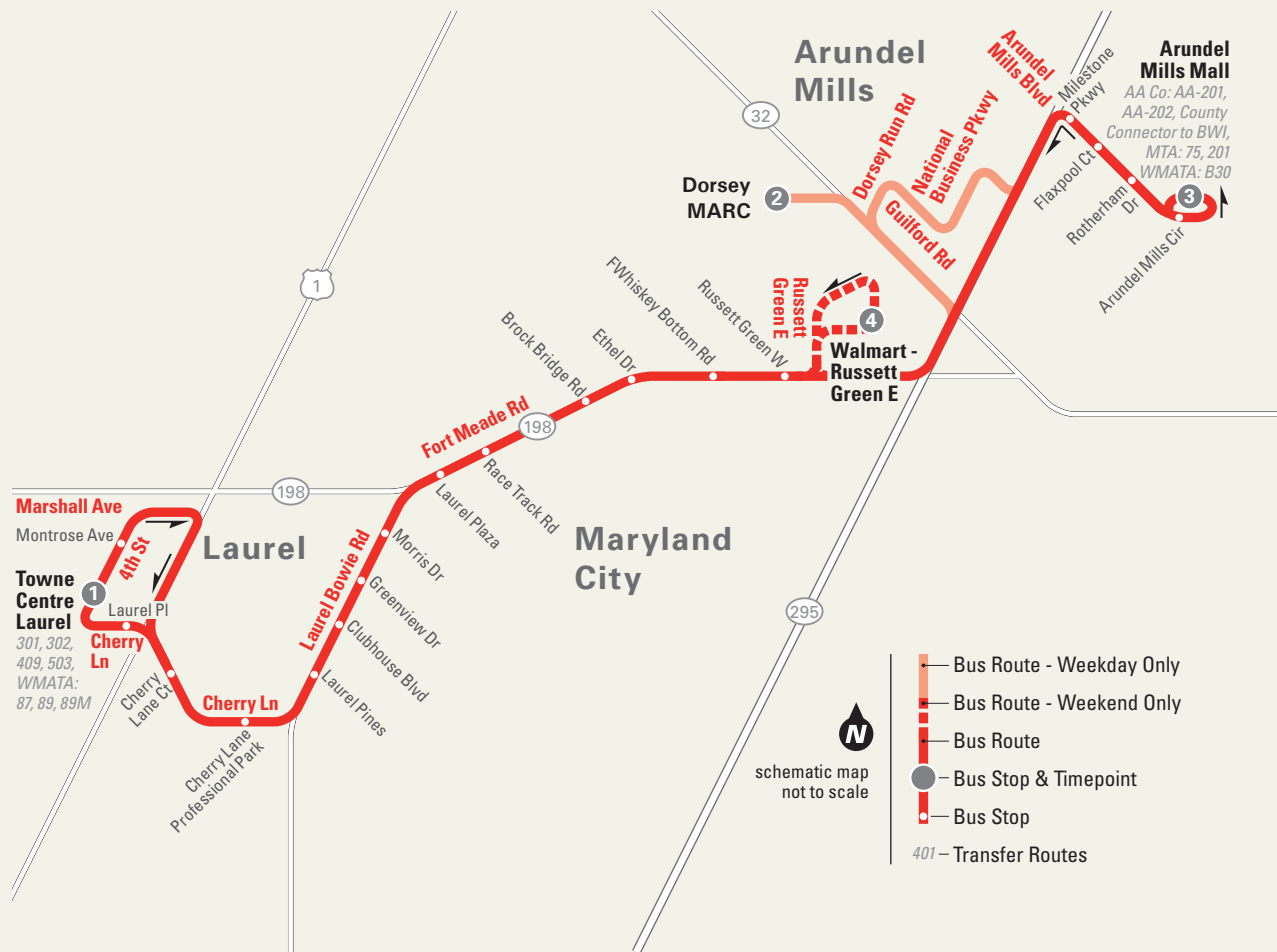 Arundel
Mills
32
Dorsey Run Rd
National
Business Pkwy
Guilford Rd
Arundel
Mills Blvd
Milestone
Pkwy
Arundel
Mills Mall
AA Co: AA-201,
AA-202, County
Connector to BWI,
MTA: 75, 201
WMATA: B30
Dorsey
MARC
2
Flaxpool Ct
Rotherham
Dr
3
Arundel Mills Cir
1
FWhiskey Bottom Rd
Russett Green W
Russett
Green E
4
Walmart -
Russett
Green E
Brock Bridge Rd
Ethel Dr
Fort Meade Rd
198
198
Race Track Rd
Laurel Plaza
Marshall Ave
Montrose Ave
4th St
Laurel
Maryland
City
Towne
Centre
Laurel
1
Laurel Pl
301, 302,
409, 503,
WMATA:
87, 89, 89M
Cherry
Ln
Laurel Bowie Rd
Morris Dr
Greenview Dr
Clubhouse Blvd
Laurel Pines
Cherry
Lane Ct
Cherry Ln
Cherry Lane
Professional Park
295
N
schematic map
not to scale
Bus Route - Weekday Only
Bus Route - Weekend Only
Bus Route
Bus Stop & Timepoint
Bus Stop
401 Transfer Routes